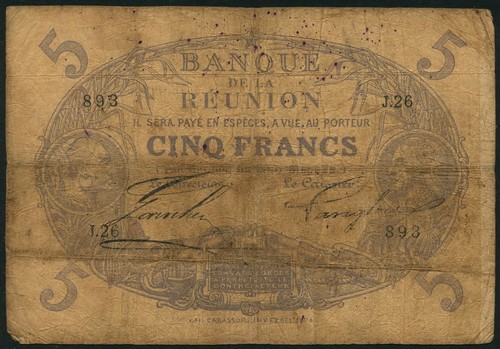 5 5
BANQUE
DE LA
893 RÉUNION J.26
IL SERA PAYÉ EN ESPÈCES, A VUE, AU PORTEUR
CINQ FRANCS
Le Directeur Le Caissier
J.26 893
5 5